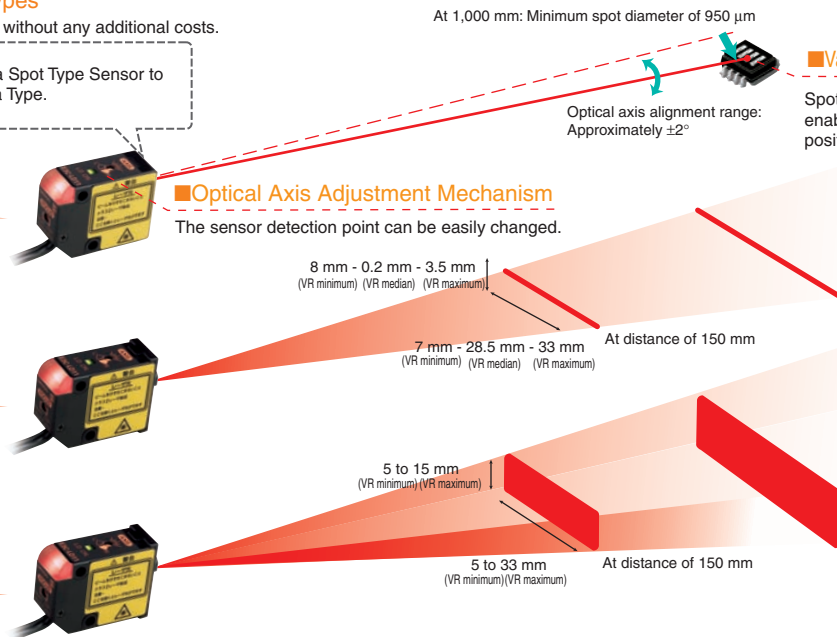 ypes
without any additional costs.
a Spot Type Sensor to
a Type.
At 1,000 mm: Minimum spot diameter of 950 μm
Optical axis alignment range:
Approximately ±2°
■Va
Spot
enab
posit
■Optical Axis Adjustment Mechanism
The sensor detection point can be easily changed.
8 mm - 0.2 mm - 3.5 mm
(VR minimum) (VR median) (VR maximum)
7 mm - 28.5 mm - 33 mm
(VR minimum) (VR median) (VR maximum)
At distance of 150 mm
5 to 15 mm
(VR minimum)(VR maximum)
5 to 33 mm
(VR minimum)(VR maximum)
At distance of 150 mm